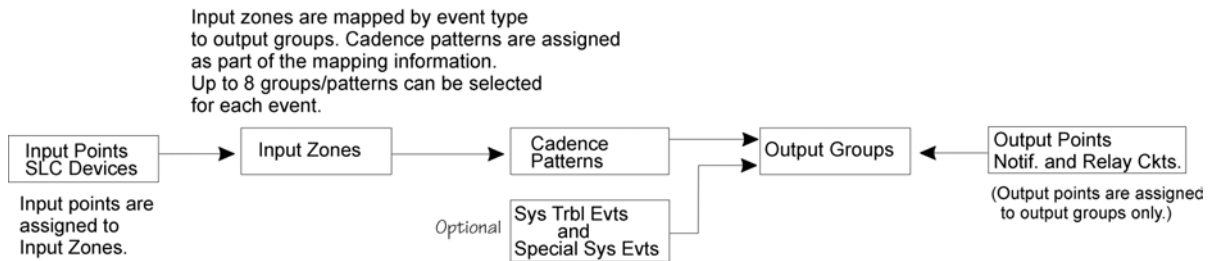 Input zones are mapped by event type
to output groups. Cadence patterns are assigned
as part of the mapping information.
Up to 8 groups/patterns can be selected
for each event.
Input Points
SLC Devices
Input Zones
Cadence
Patterns
Output Groups
Output Points
Notif. and Relay Ckts.
Input points are
assigned to
Input Zones.
Optional
Sys Trbl Evts
and
Special Sys Evts
(Output points are assigned
to output groups only.)